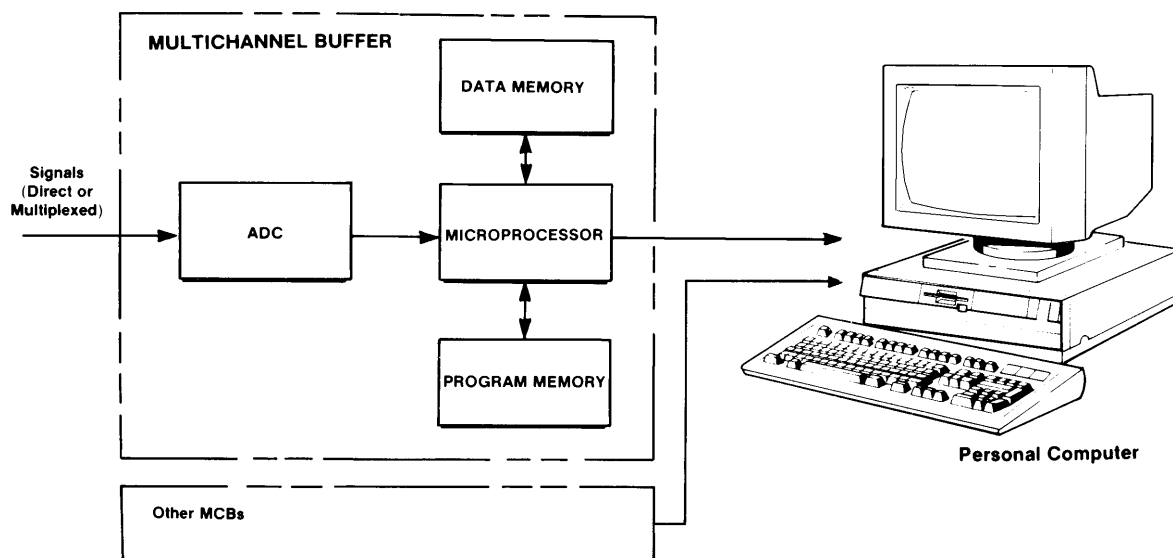 MULTICHANNEL BUFFER
DATA MEMORY
Signals
(Direct or
Multiplexed)
ADC
MICROPROCESSOR
PROGRAM MEMORY
Personal Computer
Other MCBs